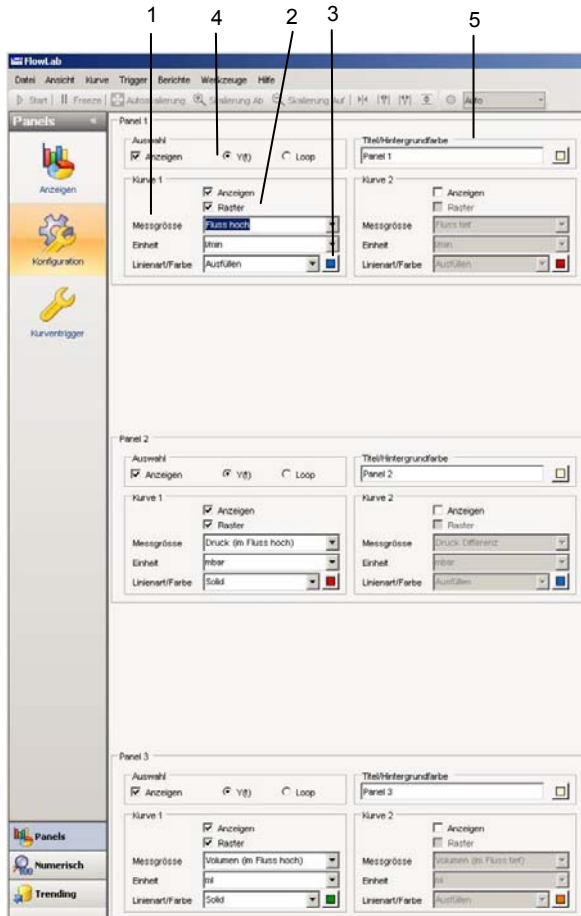 1 4 2 3 5
FlowLab
Datei Ansicht Kurve Trigger Berichte Werkzeuge Hilfe
Start Freeze Autoskalierung Skalierung Ab Skalierung Auf Auto
Panels «
Anzeigen
Konfiguration
Kurventrigger
Panel 1
Auswahl
Anzeigen Y(t) Loop
Titel/Hintergrundfarbe
Panel 1
Kurve 1
Anzeigen
Raster
Messgrösse Fluss hoch
Einheit l/min
Linienart/Farbe Ausfüllen
Kurve 2
Anzeigen
Raster
Messgrösse Fluss tief
Einheit l/min
Linienart/Farbe Ausfüllen
Panel 2
Auswahl
Anzeigen Y(t) Loop
Titel/Hintergrundfarbe
Panel 2
Kurve 1
Anzeigen
Raster
Messgrösse Druck (im Fluss hoch)
Einheit mbar
Linienart/Farbe Solid
Kurve 2
Anzeigen
Raster
Messgrösse Druck Differenz
Einheit mbar
Linienart/Farbe Ausfüllen
Panel 3
Auswahl
Anzeigen Y(t) Loop
Titel/Hintergrundfarbe
Panel 3
Kurve 1
Anzeigen
Raster
Messgrösse Volumen (im Fluss hoch)
Einheit ml
Linienart/Farbe Solid
Kurve 2
Anzeigen
Raster
Messgrösse Volumen (im Fluss tief)
Einheit ml
Linienart/Farbe Ausfüllen
Panels
Numerisch
Trending